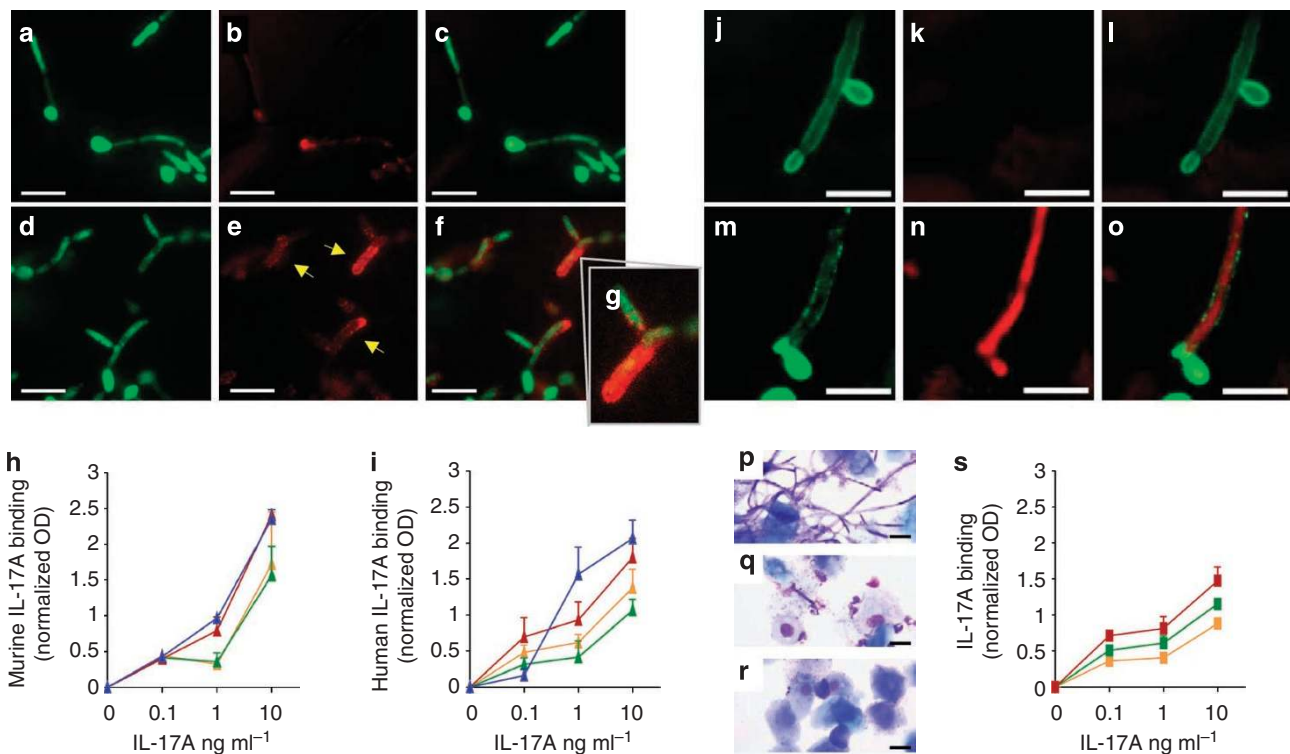 a
b
c
j
k
l
d
e
f
g
m
n
o
h
3
2.5
2
1.5
1
0.5
0
Murine IL-17A binding
(normalized OD)
0 0.1 1 10
IL-17A ng ml⁻¹
i
3
2.5
2
1.5
1
0.5
0
Human IL-17A binding
(normalized OD)
0 0.1 1 10
IL-17A ng ml⁻¹
p
q
r
s
3
2.5
2
1.5
1
0.5
0
IL-17A binding
(normalized OD)
0 0.1 1 10
IL-17A ng ml⁻¹